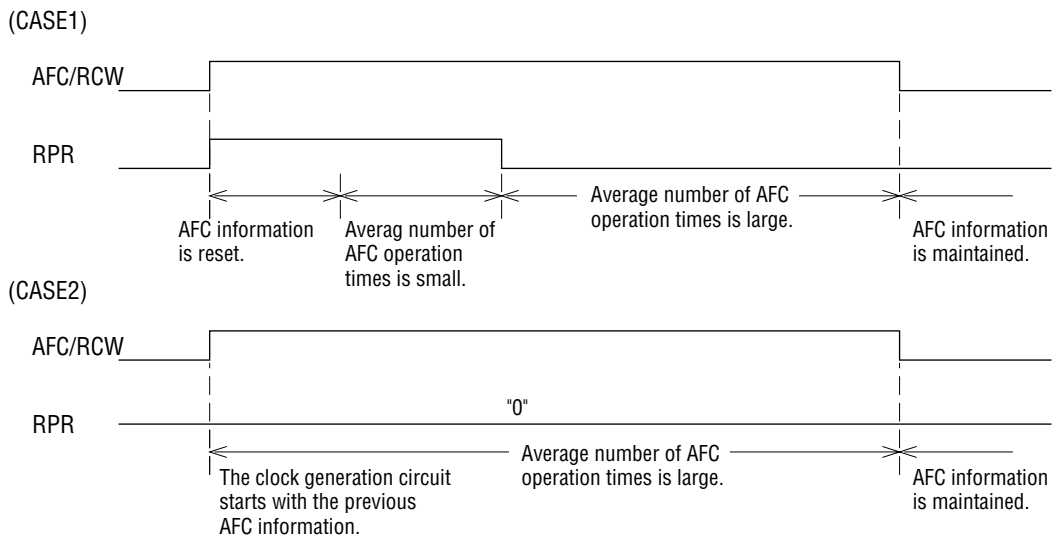 (CASE1)
AFC/RCW
RPR
AFC information
is reset.
Averag number of
AFC operation
times is small.
Average number of AFC
operation times is large.
AFC information
is maintained.
(CASE2)
AFC/RCW
RPR
"0"
The clock generation circuit
starts with the previous
AFC information.
Average number of AFC
operation times is large.
AFC information
is maintained.